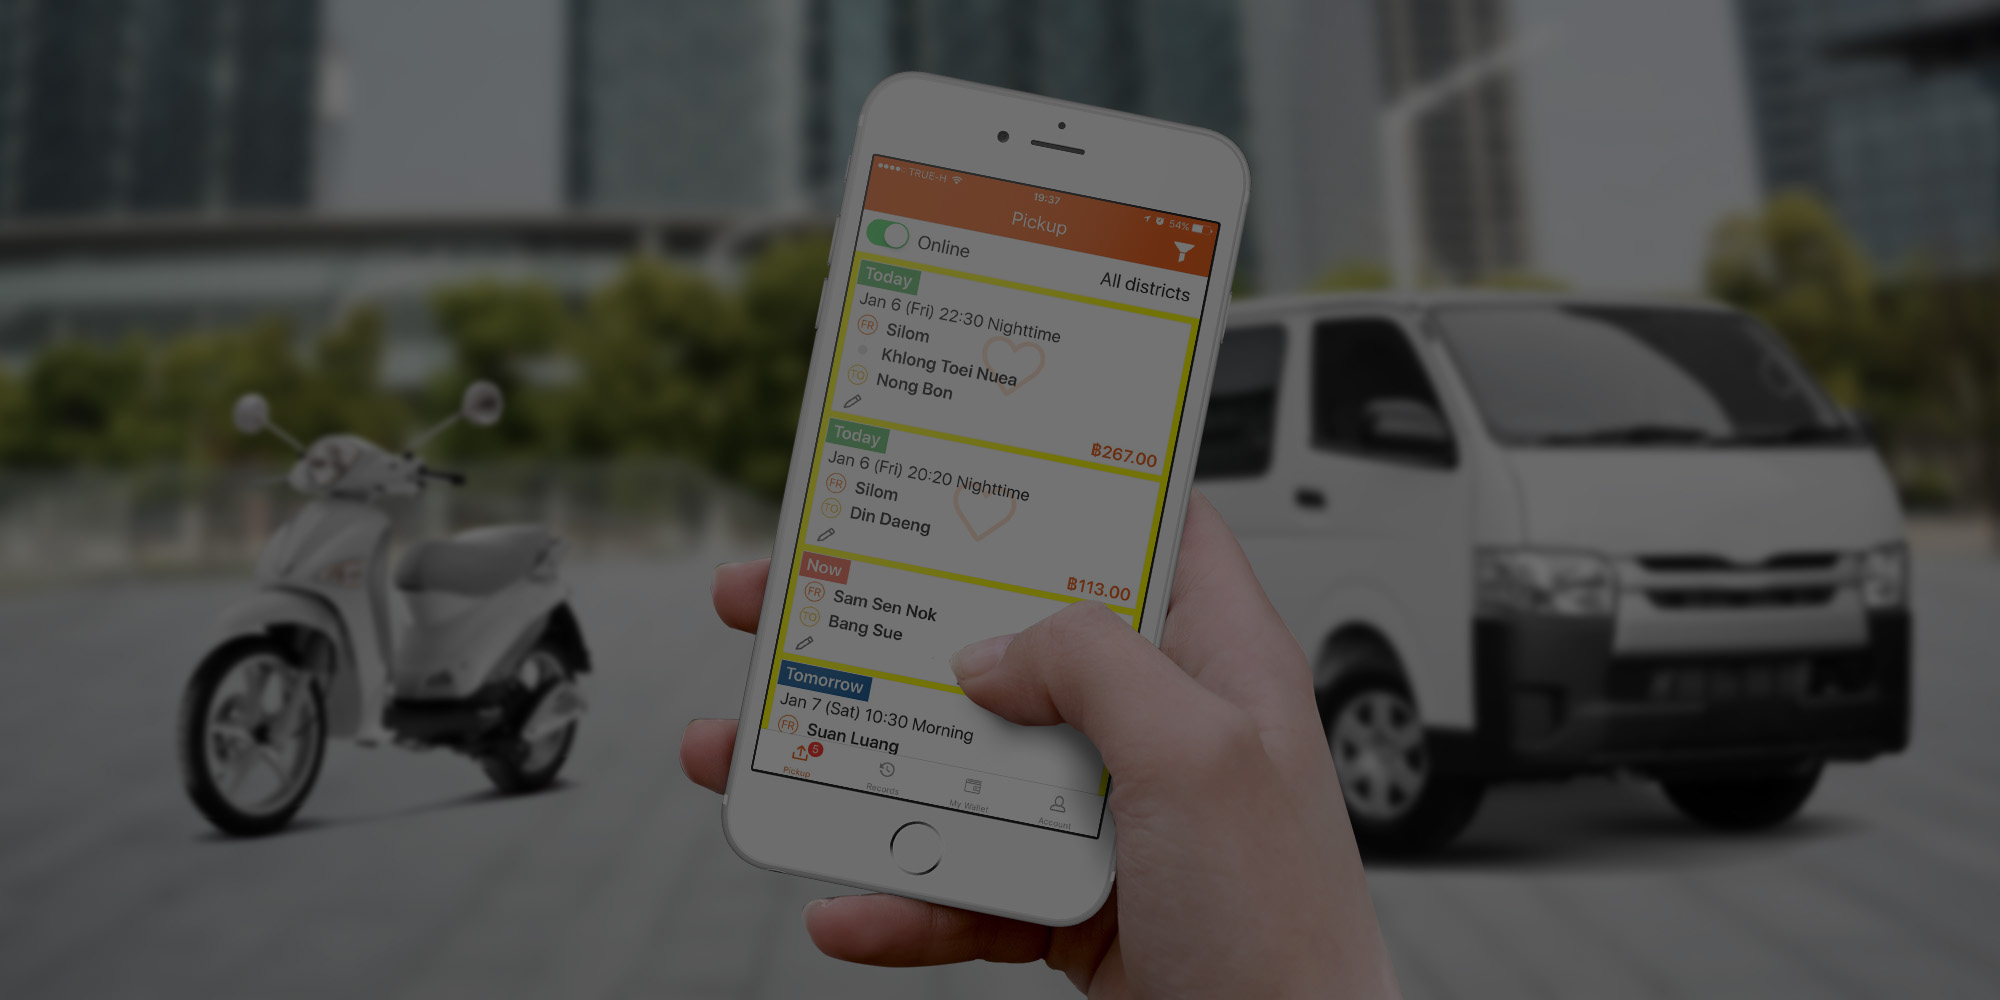 TRUE-H
19:37
54%
Pickup
Online
All districts
Today
Jan 6 (Fri) 22:30 Nighttime
FR Silom
Khlong Toei Nuea
TO Nong Bon
฿267.00
Today
Jan 6 (Fri) 20:20 Nighttime
FR Silom
TO Din Daeng
฿113.00
Now
FR Sam Sen Nok
TO Bang Sue
Tomorrow
Jan 7 (Sat) 10:30 Morning
FR Suan Luang
5
Pickup
Records
My Wallet
Account